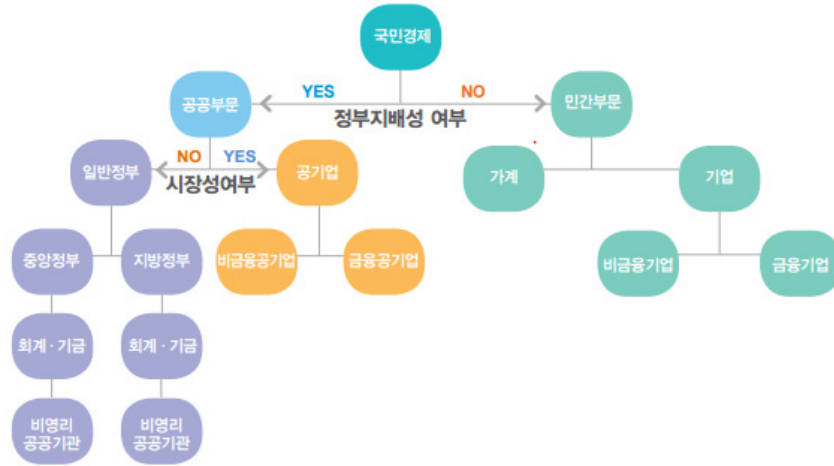 국민경제
공공부문
YES
NO
민간부문
정부지배성 여부
일반정부
NO
YES
공기업
시장성여부
가계
기업
중앙정부
지방정부
비금융공기업
금융공기업
비금융기업
금융기업
회계 · 기금
회계 · 기금
비영리
공공기관
비영리
공공기관